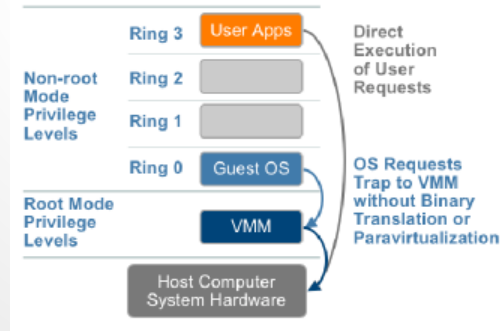 Ring 3
User Apps
Direct
Execution
of User
Requests
Non-root
Mode
Privilege
Levels
Ring 2
Ring 1
Ring 0
Guest OS
OS Requests
Trap to VMM
without Binary
Translation or
Paravirtualization
Root Mode
Privilege
Levels
VMM
Host Computer
System Hardware